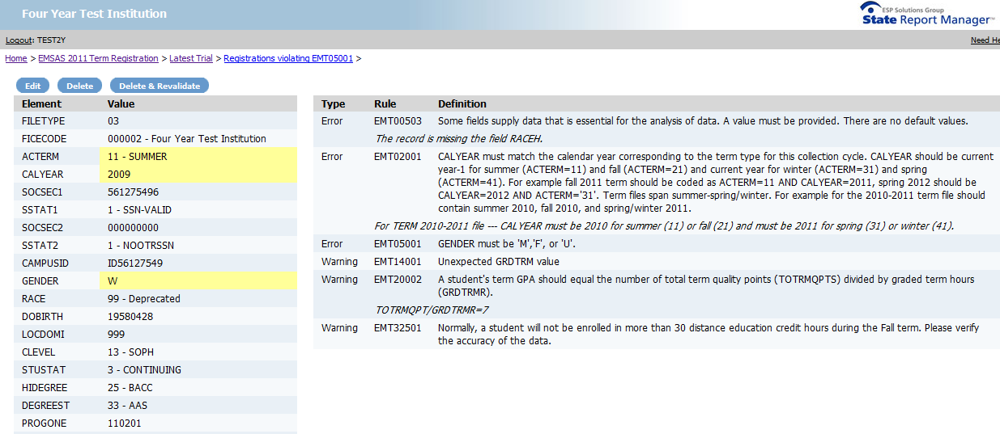 Four Year Test Institution
ESP Solutions Group
State Report Manager™
Logout: TEST2Y
Need He
Home > EMSAS 2011 Term Registration > Latest Trial > Registrations violating EMT05001 >
Edit Delete Delete & Revalidate
Element Value
FILETYPE 03
FICECODE 000002 - Four Year Test Institution
ACTERM 11 - SUMMER
CALYEAR 2009
SOCSEC1 561275496
SSTAT1 1 - SSN-VALID
SOCSEC2 000000000
SSTAT2 1 - NOOTRSSN
CAMPUSID ID56127549
GENDER W
RACE 99 - Deprecated
DOBIRTH 19580428
LOCDOMI 999
CLEVEL 13 - SOPH
STUSTAT 3 - CONTINUING
HIDEGREE 25 - BACC
DEGREEST 33 - AAS
PROGONE 110201
Type Rule Definition
Error EMT00503 Some fields supply data that is essential for the analysis of data. A value must be provided. There are no default values.
The record is missing the field RACEH.
Error EMT02001 CALYEAR must match the calendar year corresponding to the term type for this collection cycle. CALYEAR should be current
year-1 for summer (ACTERM=11) and fall (ACTERM=21) and current year for winter (ACTERM=31) and spring
(ACTERM=41). For example fall 2011 term should be coded as ACTERM=11 AND CALYEAR=2011, spring 2012 should be
CALYEAR=2012 AND ACTERM='31'. Term files span summer-spring/winter. For example for the 2010-2011 term file should
contain summer 2010, fall 2010, and spring/winter 2011.
For TERM 2010-2011 file --- CALYEAR must be 2010 for summer (11) or fall (21) and must be 2011 for spring (31) or winter (41).
Error EMT05001 GENDER must be 'M','F', or 'U'.
Warning EMT14001 Unexpected GRDTRM value
Warning EMT20002 A student's term GPA should equal the number of total term quality points (TOTRMQPTS) divided by graded term hours
(GRDTRMR).
TOTRMQPT/GRDTRMR=7
Warning EMT32501 Normally, a student will not be enrolled in more than 30 distance education credit hours during the Fall term. Please verify
the accuracy of the data.